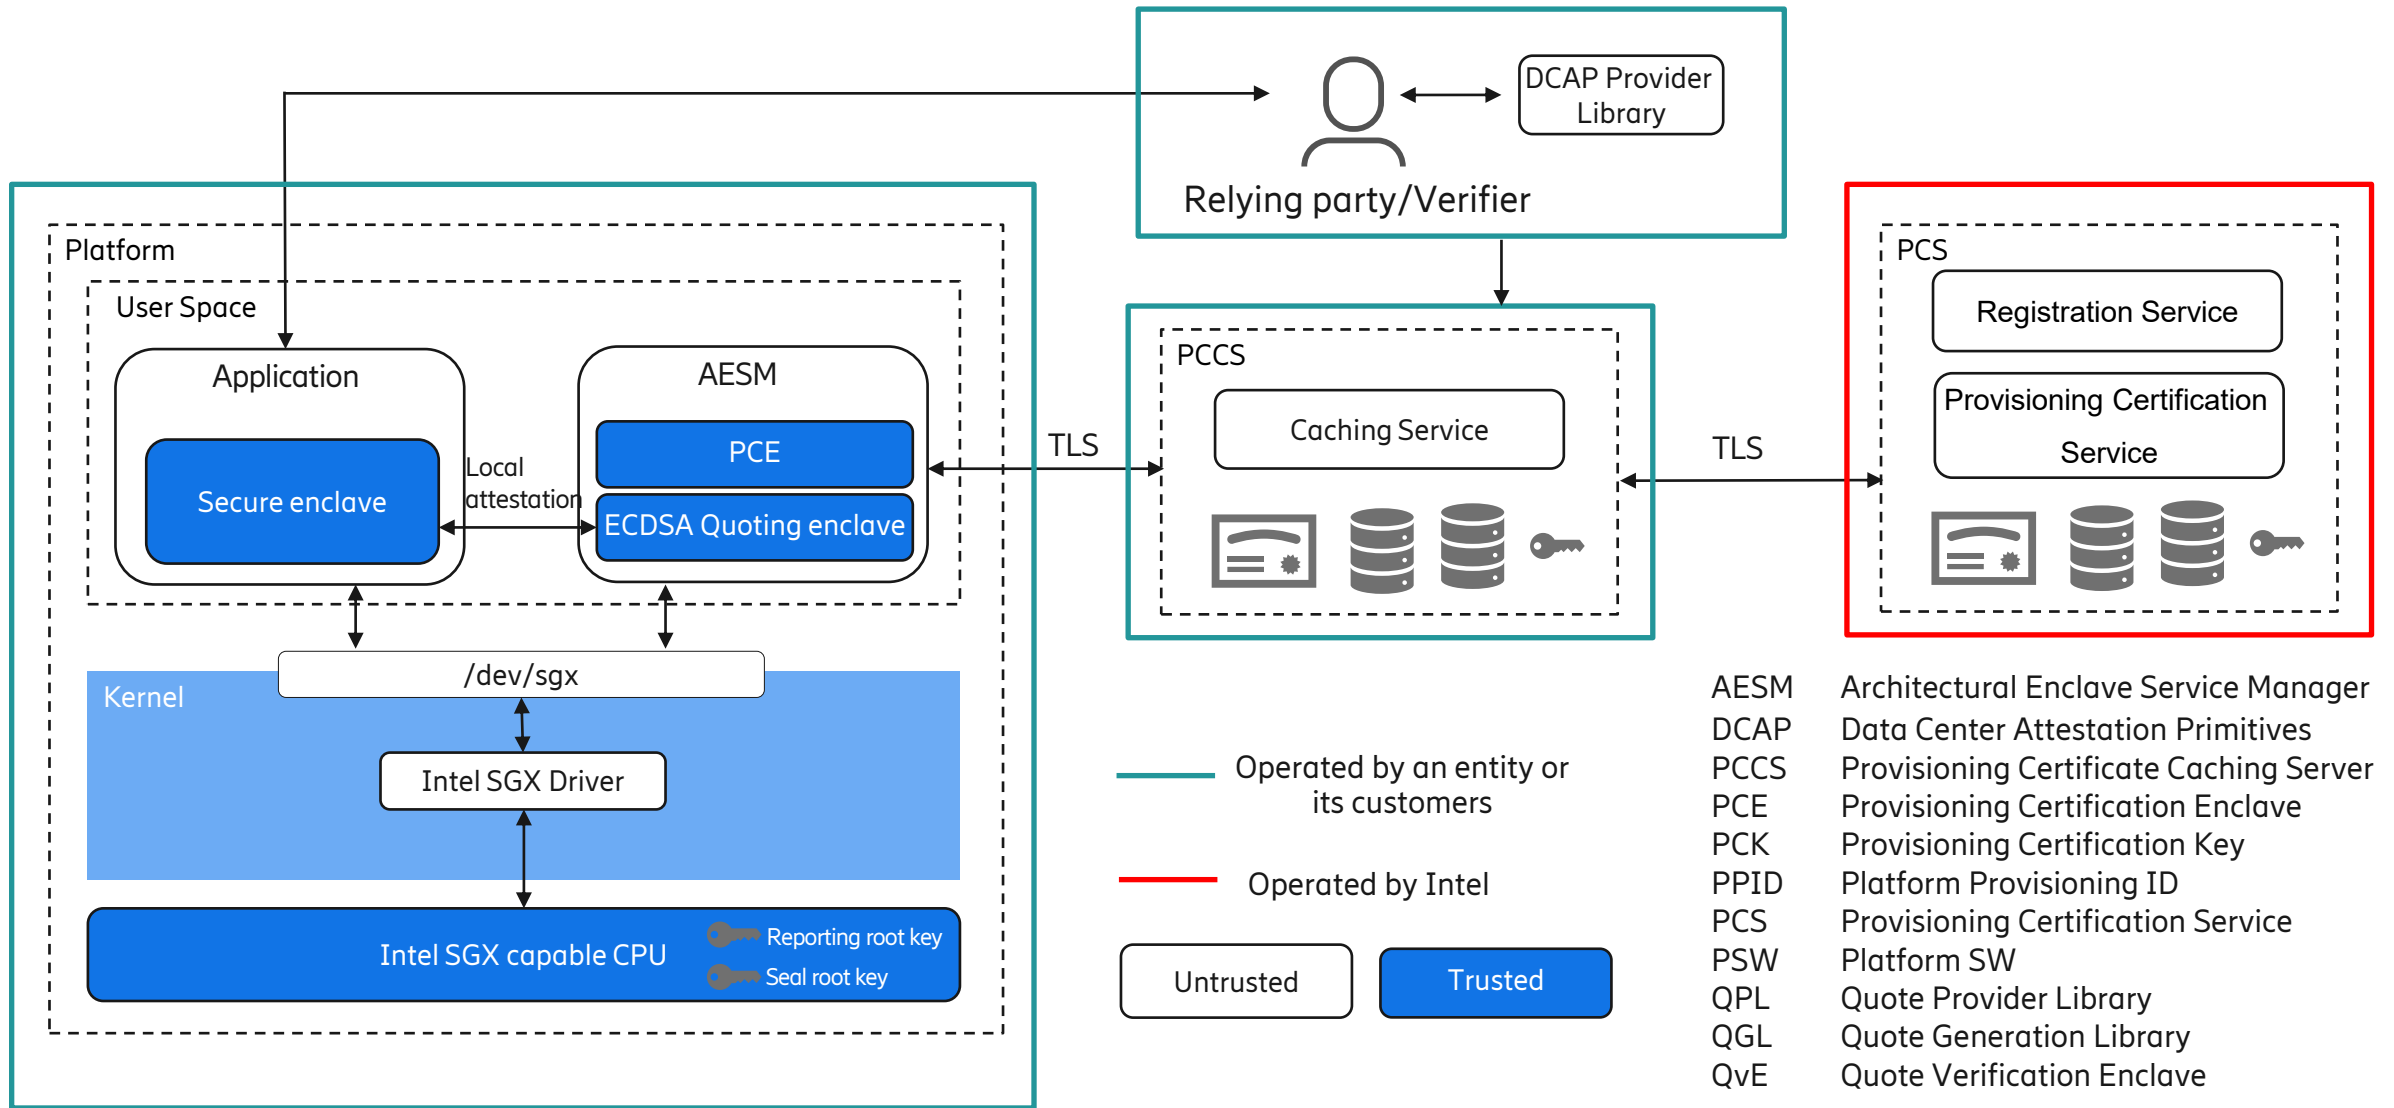 DCAP Provider
Library
Relying party/Verifier
Platform
User Space
Application
Secure enclave
Local
attestation
AESM
PCE
ECDSA Quoting enclave
/dev/sgx
Kernel
Intel SGX Driver
Intel SGX capable CPU
Reporting root key
Seal root key
TLS
PCCS
Caching Service
TLS
PCS
Registration Service
Provisioning Certification
Service
Operated by an entity or
its customers
Operated by Intel
Untrusted
Trusted
AESM Architectural Enclave Service Manager
DCAP Data Center Attestation Primitives
PCCS Provisioning Certificate Caching Server
PCE Provisioning Certification Enclave
PCK Provisioning Certification Key
PPID Platform Provisioning ID
PCS Provisioning Certification Service
PSW Platform SW
QPL Quote Provider Library
QGL Quote Generation Library
QvE Quote Verification Enclave